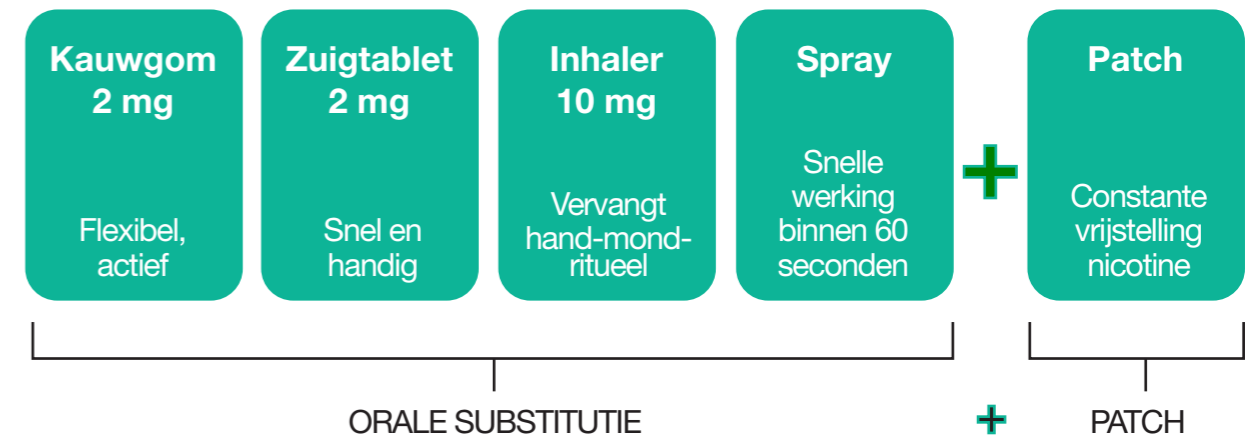 Kauwgom
2 mg
Flexibel,
actief
Zuigtablet
2 mg
Snel en
handig
Inhaler
10 mg
Vervangt
hand-mond-
ritueel
Spray
Snelle
werking
binnen 60
seconden
+
Patch
Constante
vrijstelling
nicotine
ORALE SUBSTITUTIE
+
PATCH